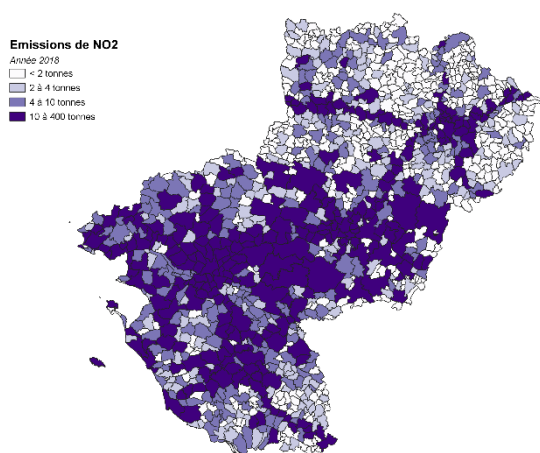 Emissions de NO2
Année 2018
< 2 tonnes
2 à 4 tonnes
4 à 10 tonnes
10 à 400 tonnes